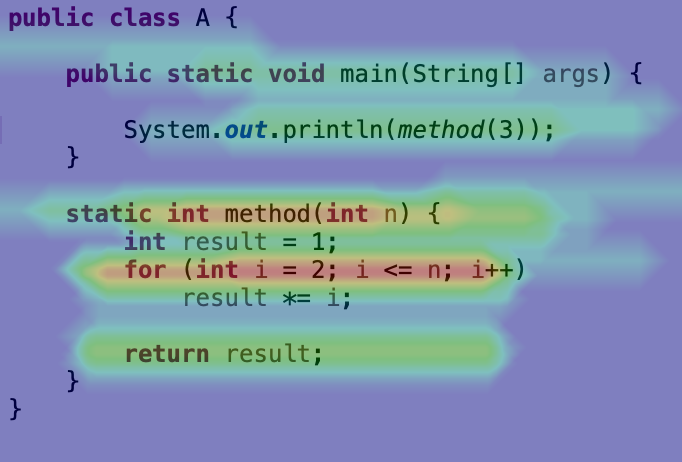 public class A {
public static void main(String[] args) {
System.out.println(method(3));
}
static int method(int n) {
int result = 1;
for (int i = 2; i <= n; i++)
result *= i;
return result;
}
}